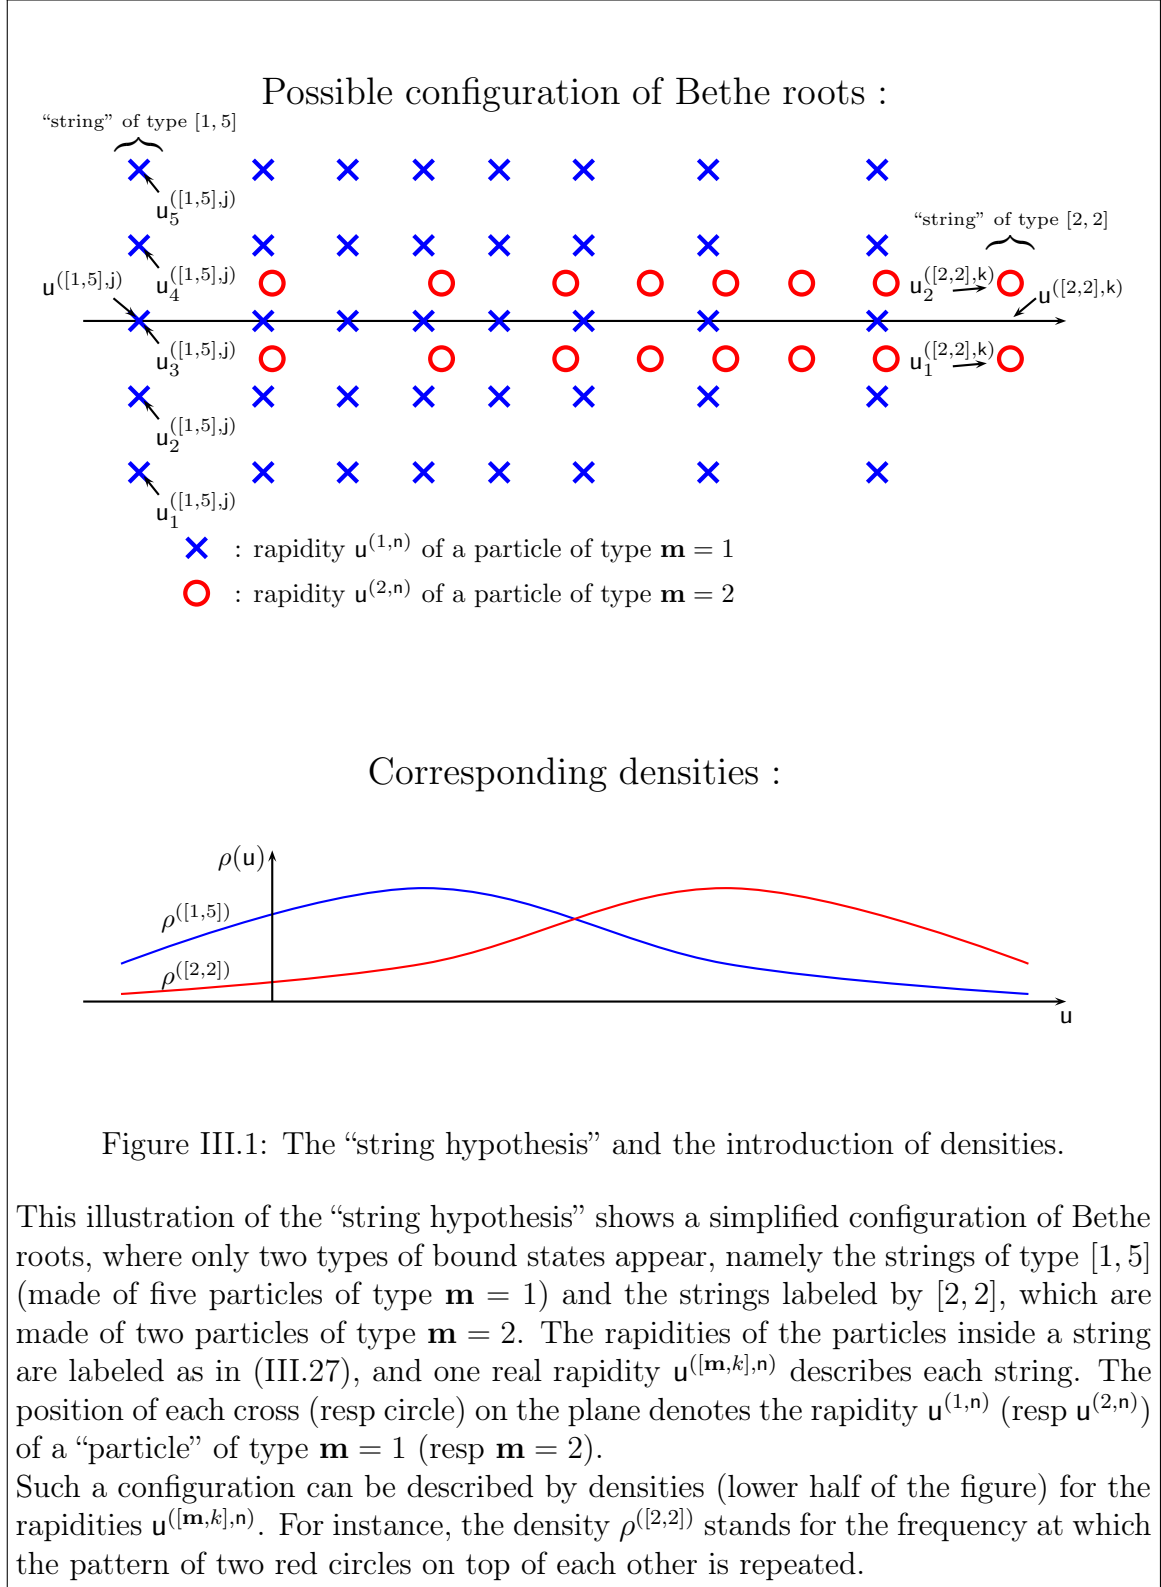 Possible configuration of Bethe roots :
“string” of type [1, 5]
u_5^{([1,5],j)}
“string” of type [2, 2]
u_4^{([1,5],j)}
u^{([1,5],j)}
u_2^{([2,2],k)}
u^{([2,2],k)}
u_3^{([1,5],j)}
u_1^{([2,2],k)}
u_2^{([1,5],j)}
u_1^{([1,5],j)}
: rapidity u^{(1,n)} of a particle of type m = 1
: rapidity u^{(2,n)} of a particle of type m = 2
Corresponding densities :
ρ(u)
ρ^{([1,5])}
ρ^{([2,2])}
u
Figure III.1: The “string hypothesis” and the introduction of densities.
This illustration of the “string hypothesis” shows a simplified configuration of Bethe
roots, where only two types of bound states appear, namely the strings of type [1, 5]
(made of five particles of type m = 1) and the strings labeled by [2, 2], which are
made of two particles of type m = 2. The rapidities of the particles inside a string
are labeled as in (III.27), and one real rapidity u^{([m,k],n)} describes each string. The
position of each cross (resp circle) on the plane denotes the rapidity u^{(1,n)} (resp u^{(2,n)})
of a “particle” of type m = 1 (resp m = 2).
Such a configuration can be described by densities (lower half of the figure) for the
rapidities u^{([m,k],n)}. For instance, the density ρ^{([2,2])} stands for the frequency at which
the pattern of two red circles on top of each other is repeated.